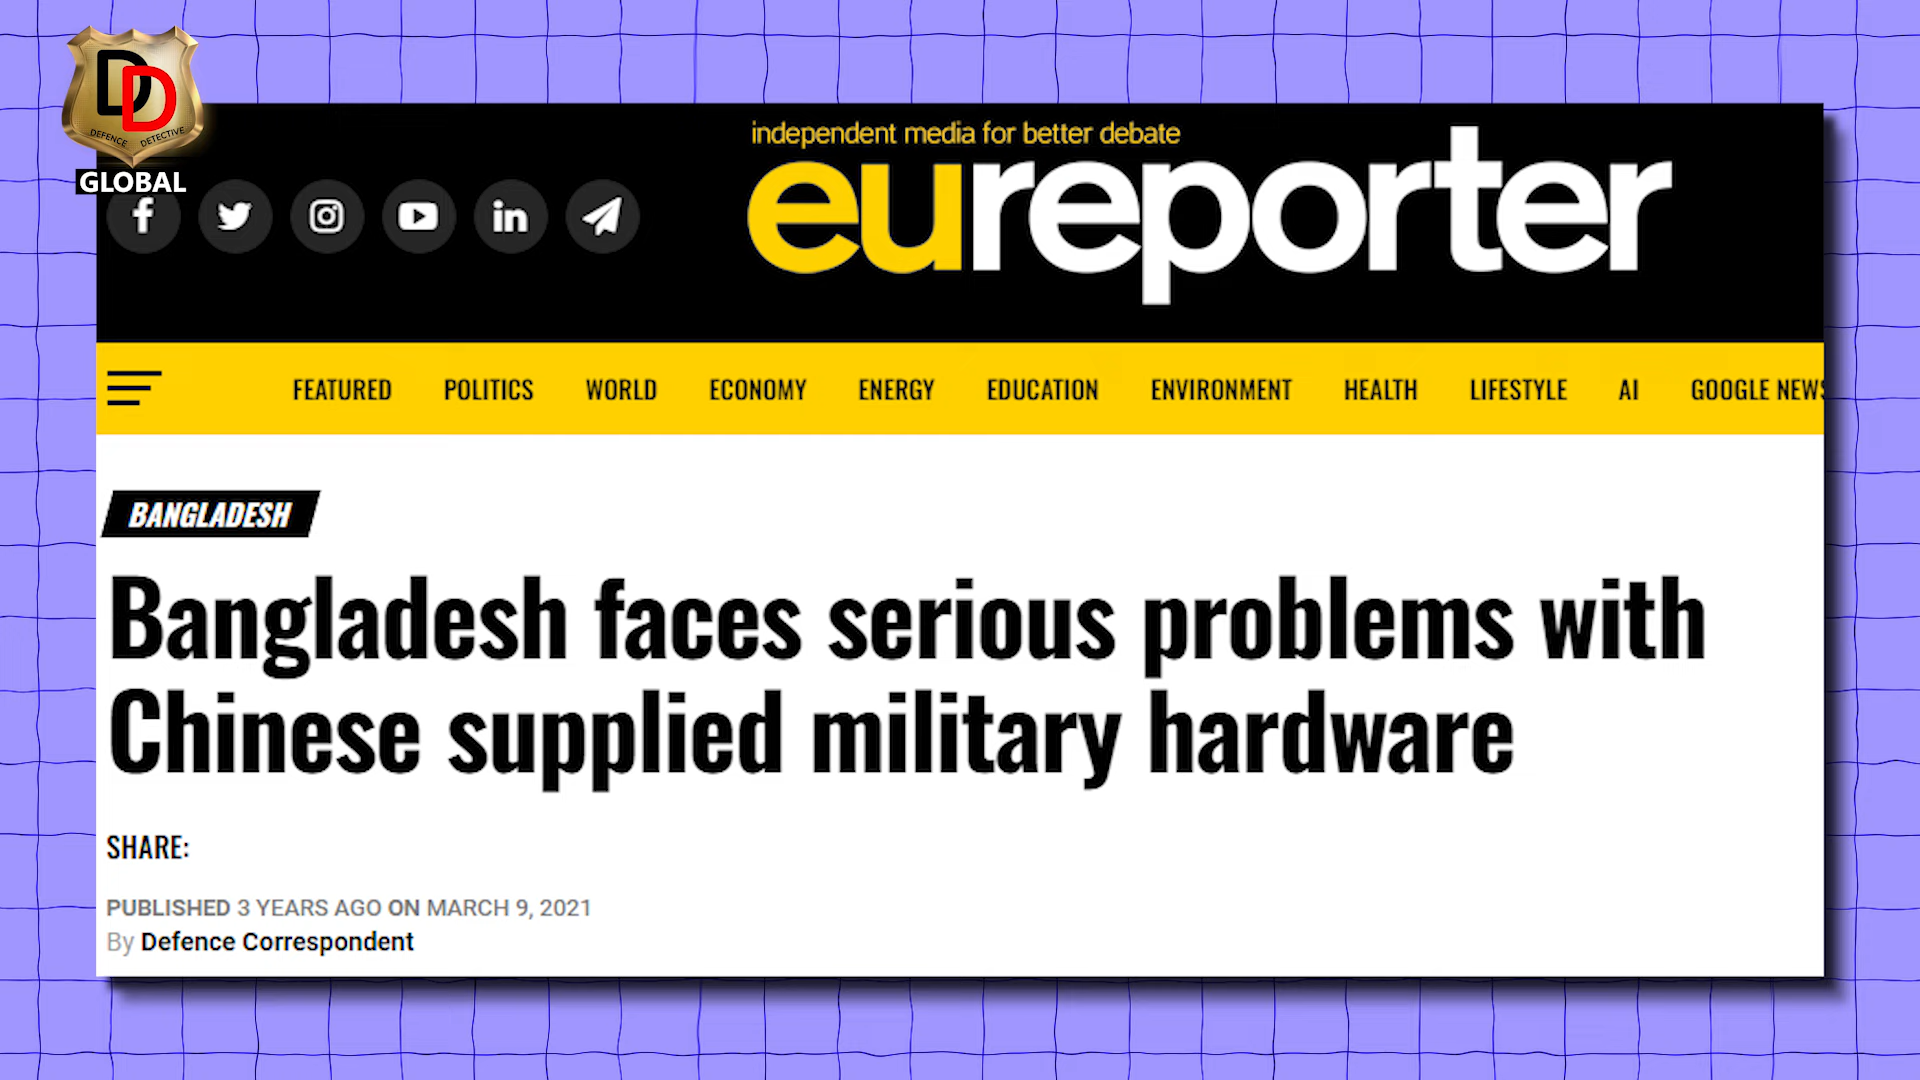 DD
DEFENCE DETECTIVE
GLOBAL
independent media for better debate
eureporter
FEATURED POLITICS WORLD ECONOMY ENERGY EDUCATION ENVIRONMENT HEALTH LIFESTYLE AI GOOGLE NEWS
BANGLADESH
Bangladesh faces serious problems with
Chinese supplied military hardware
SHARE:
PUBLISHED 3 YEARS AGO ON MARCH 9, 2021
By Defence Correspondent